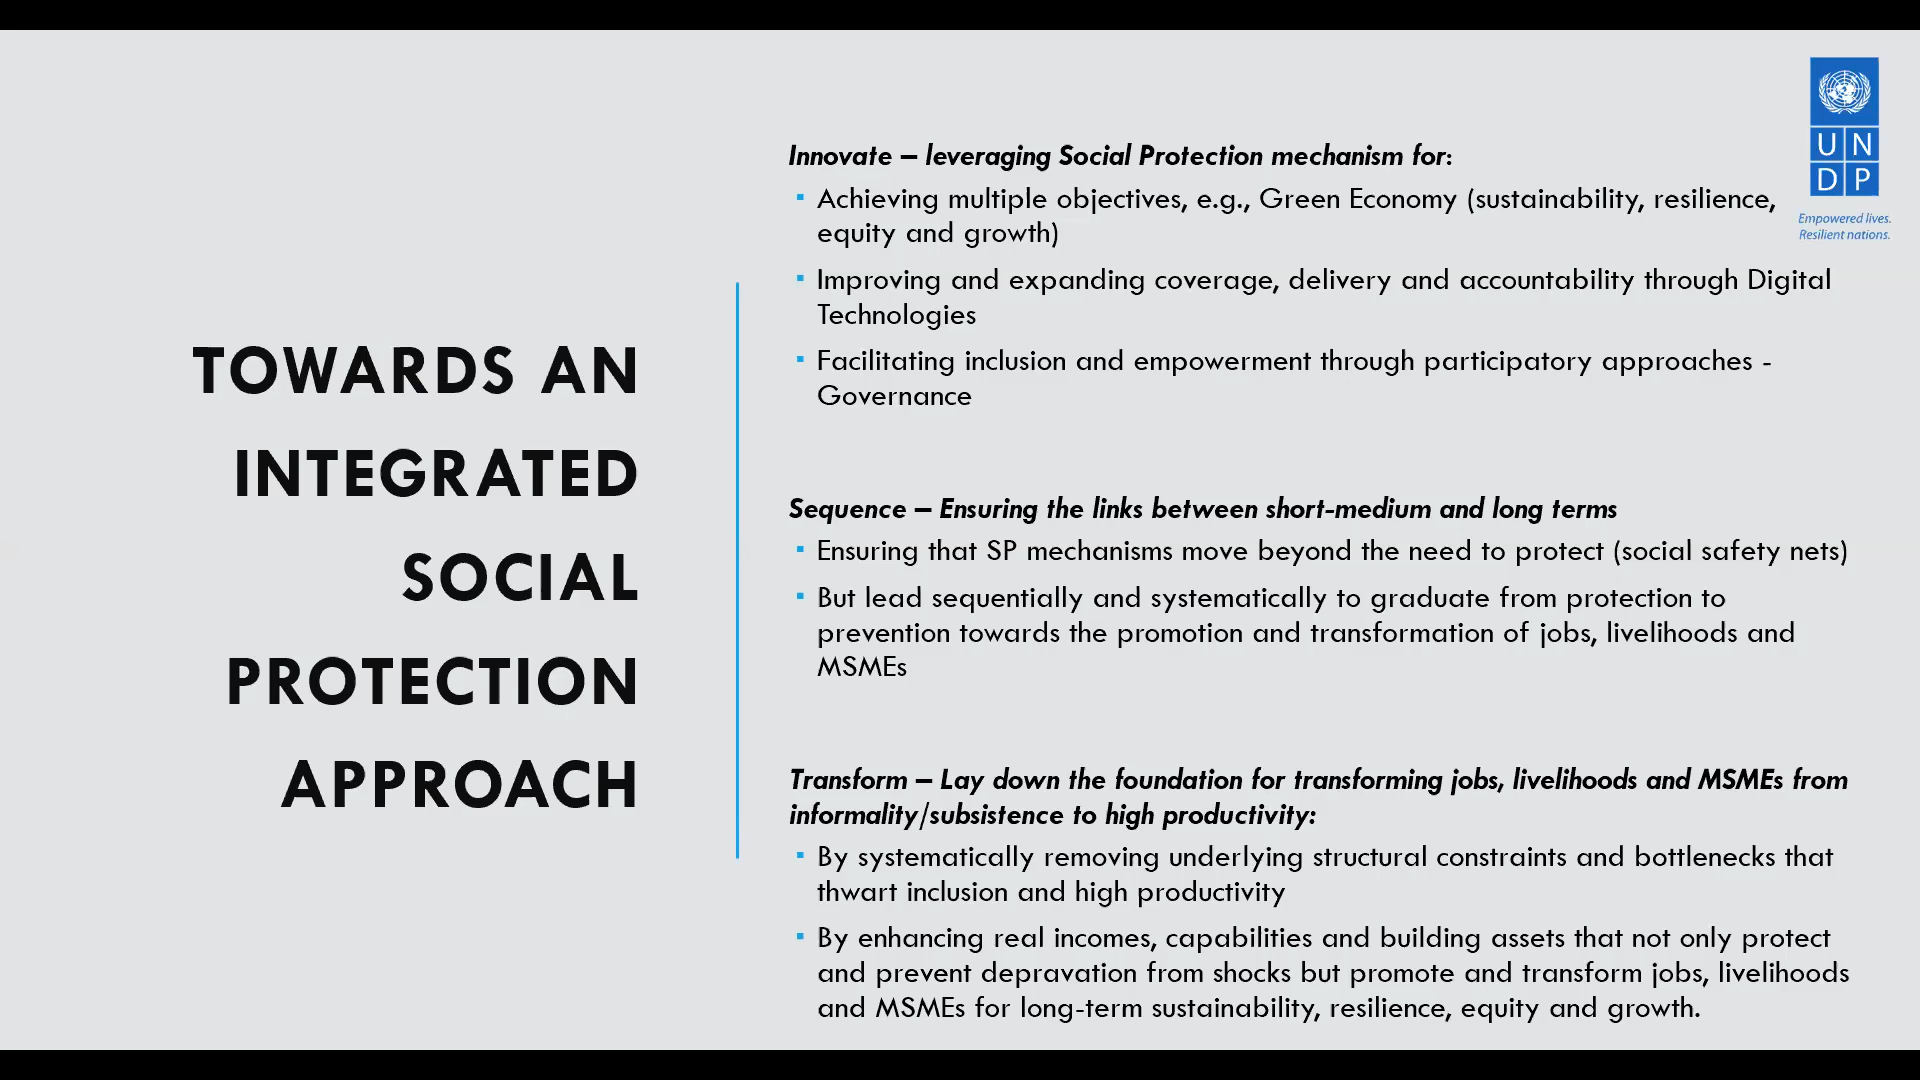 TOWARDS AN
INTEGRATED
SOCIAL
PROTECTION
APPROACH
Innovate – leveraging Social Protection mechanism for:
▪ Achieving multiple objectives, e.g., Green Economy (sustainability, resilience,
equity and growth)
▪ Improving and expanding coverage, delivery and accountability through Digital
Technologies
▪ Facilitating inclusion and empowerment through participatory approaches -
Governance
Sequence – Ensuring the links between short-medium and long terms
▪ Ensuring that SP mechanisms move beyond the need to protect (social safety nets)
▪ But lead sequentially and systematically to graduate from protection to
prevention towards the promotion and transformation of jobs, livelihoods and
MSMEs
Transform – Lay down the foundation for transforming jobs, livelihoods and MSMEs from
informality/subsistence to high productivity:
▪ By systematically removing underlying structural constraints and bottlenecks that
thwart inclusion and high productivity
▪ By enhancing real incomes, capabilities and building assets that not only protect
and prevent depravation from shocks but promote and transform jobs, livelihoods
and MSMEs for long-term sustainability, resilience, equity and growth.
U N
D P
Empowered lives.
Resilient nations.